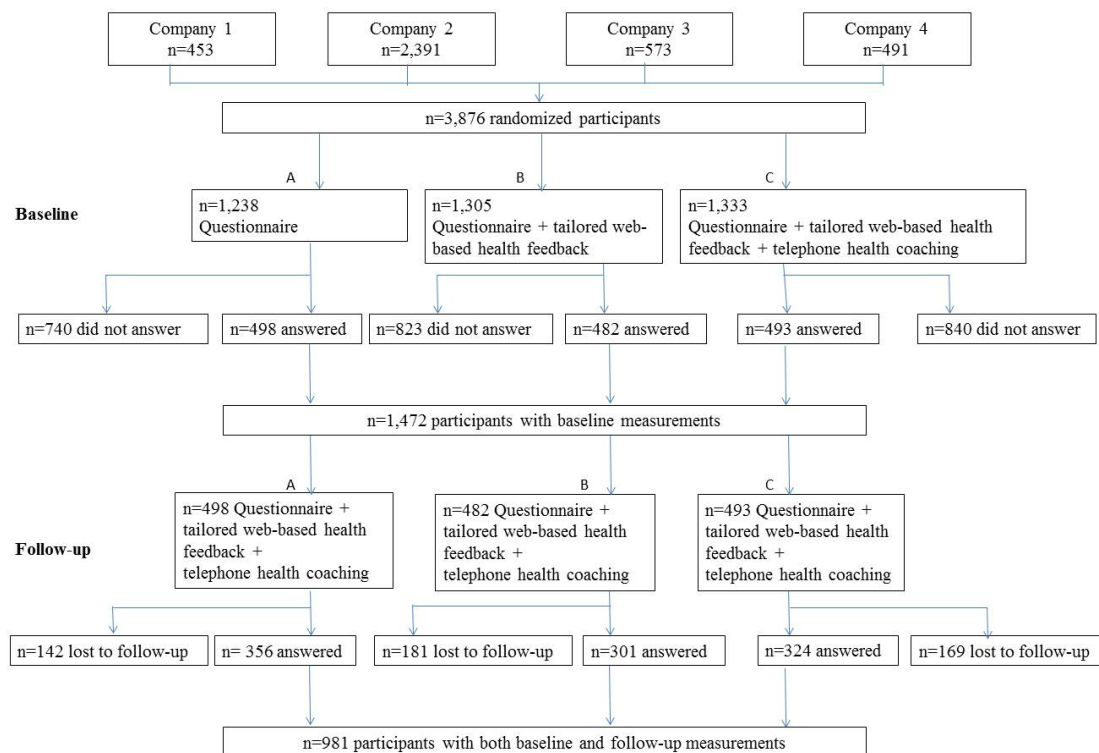 Company 1
n=453
Company 2
n=2,391
Company 3
n=573
Company 4
n=491
n=3,876 randomized participants
A
B
C
Baseline
n=1,238
Questionnaire
n=1,305
Questionnaire + tailored web-
based health feedback
n=1,333
Questionnaire + tailored web-based health
feedback + telephone health coaching
n=740 did not answer
n=498 answered
n=823 did not answer
n=482 answered
n=493 answered
n=840 did not answer
n=1,472 participants with baseline measurements
A
B
C
Follow-up
n=498 Questionnaire +
tailored web-based health
feedback +
telephone health coaching
n=482 Questionnaire +
tailored web-based health
feedback +
telephone health coaching
n=493 Questionnaire +
tailored web-based health
feedback +
telephone health coaching
n=142 lost to follow-up
n= 356 answered
n=181 lost to follow-up
n=301 answered
n=324 answered
n=169 lost to follow-up
n=981 participants with both baseline and follow-up measurements